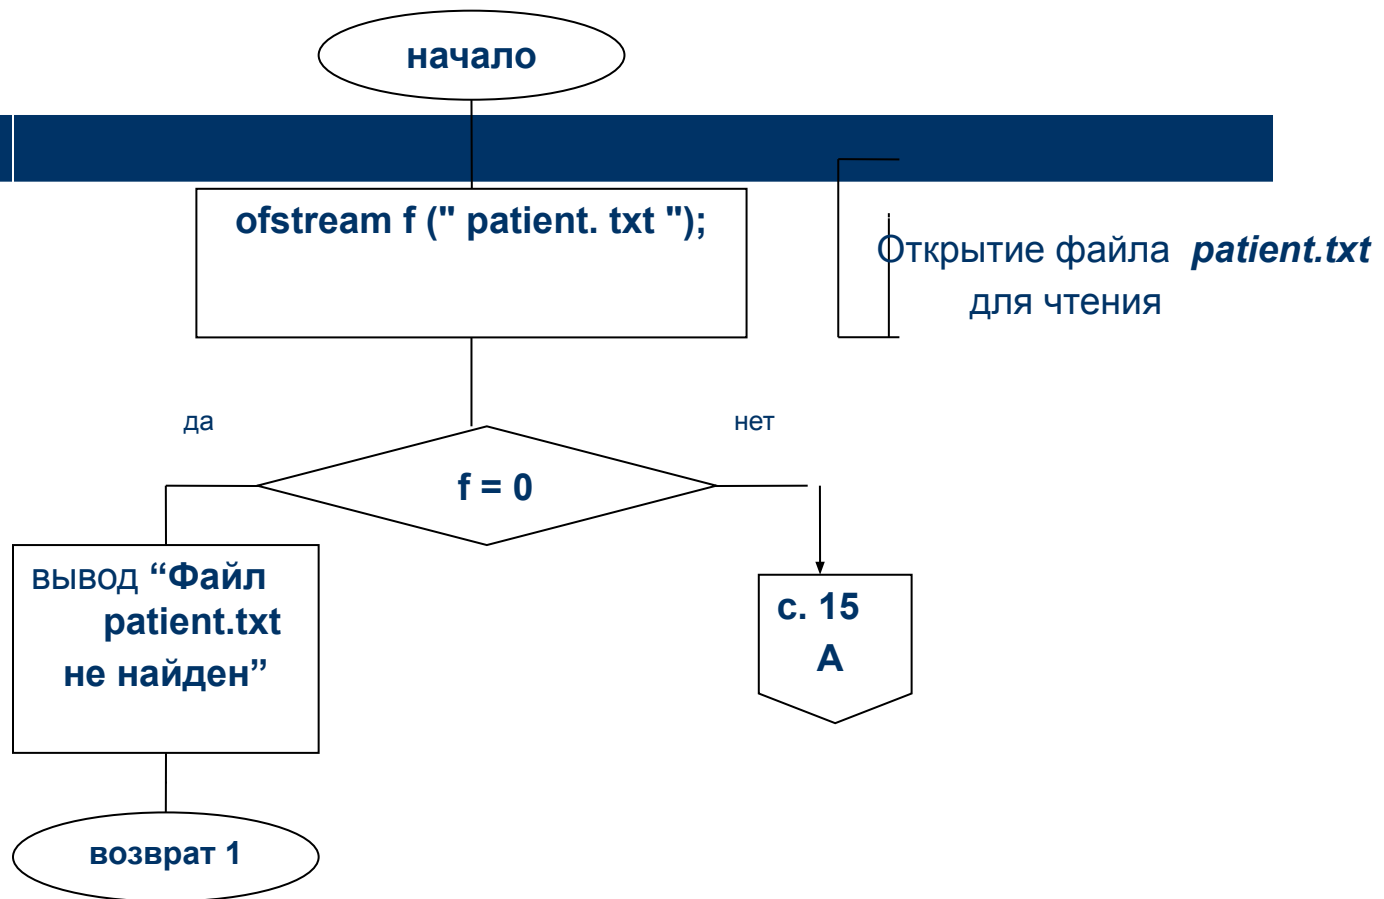 начало
ofstream f (" patient. txt ");
Открытие файла patient.txt
для чтения
да
нет
f = 0
вывод “Файл
patient.txt
не найден”
с. 15
А
возврат 1